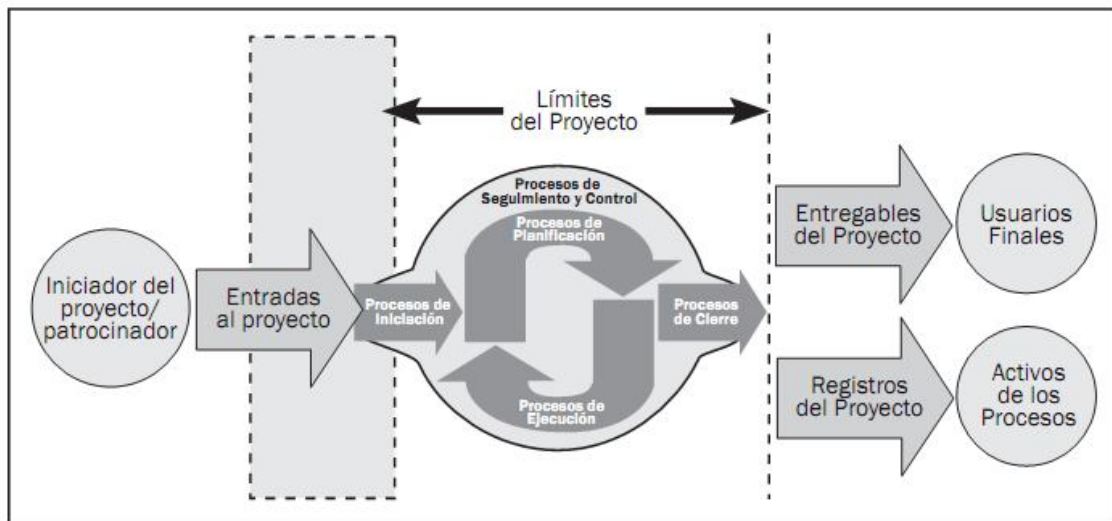 Límites
del Proyecto
Procesos de
Seguimiento y Control
Procesos de
Planificación
Iniciador del
proyecto/
patrocinador
Entradas
al proyecto
Procesos de
Iniciación
Procesos
de Cierre
Procesos de
Ejecución
Entregables
del Proyecto
Usuarios
Finales
Registros
del Proyecto
Activos
de los
Procesos